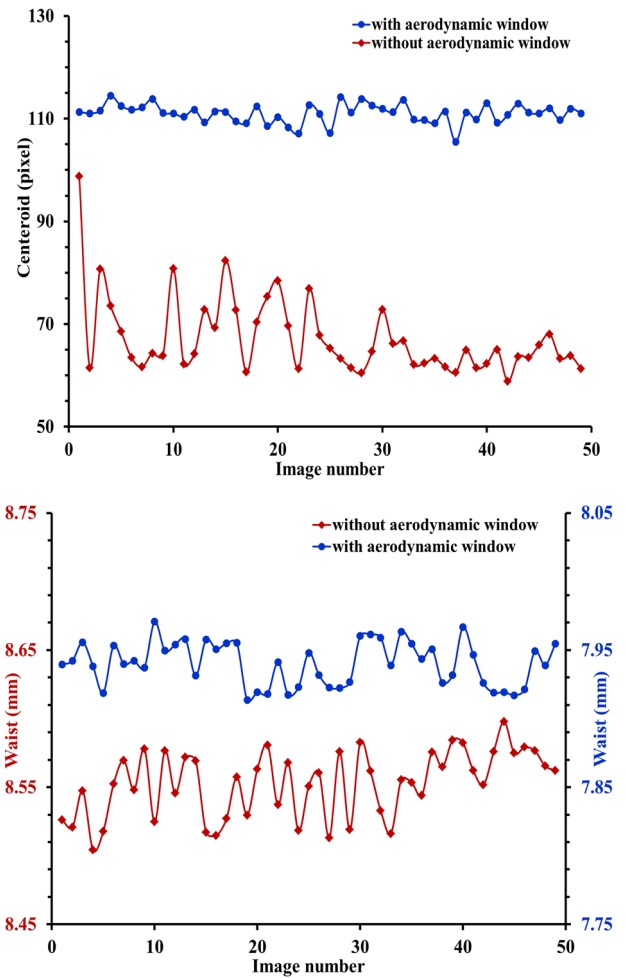 130
with aerodynamic window
without aerodynamic window
110
90
70
50
Centeroid (pixel)
0 10 20 30 40 50
Image number
8.75 8.05
without aerodynamic window
with aerodynamic window
8.65 7.95
Waist (mm) Waist (mm)
8.55 7.85
8.45 7.75
0 10 20 30 40 50
Image number